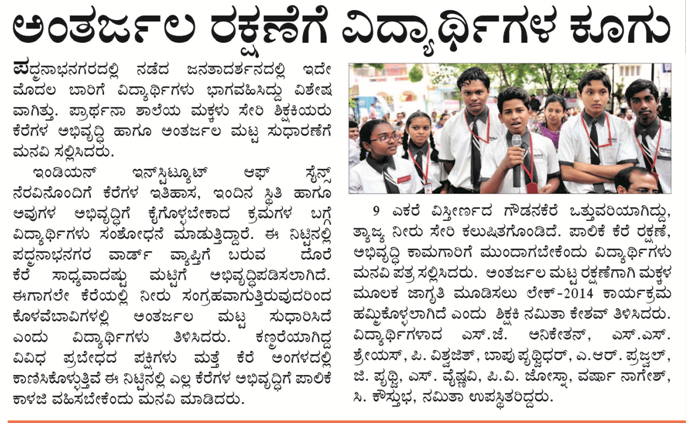 ಅಂತರ್ಜಲ ರಕ್ಷಣೆಗೆ ವಿದ್ಯಾರ್ಥಿಗಳ ಕೂಗು
ಪದ್ಮನಾಭನಗರದಲ್ಲಿ ನಡೆದ ಜನತಾದರ್ಶನದಲ್ಲಿ ಇದೇ
ಮೊದಲ ಬಾರಿಗೆ ವಿದ್ಯಾರ್ಥಿಗಳು ಭಾಗವಹಿಸಿದ್ದು ವಿಶೇಷ
ವಾಗಿತ್ತು. ಪ್ರಾರ್ಥನಾ ಶಾಲೆಯ ಮಕ್ಕಳು ಸೇರಿ ಶಿಕ್ಷಕಿಯರು
ಕೆರೆಗಳ ಅಭಿವೃದ್ಧಿ ಹಾಗೂ ಅಂತರ್ಜಲ ಮಟ್ಟ ಸುಧಾರಣೆಗೆ
ಮನವಿ ಸಲ್ಲಿಸಿದರು.
ಇಂಡಿಯನ್ ಇನ್‌ಸ್ಟಿಟ್ಯೂಟ್ ಆಫ್ ಸೈನ್ಸ್
ನೆರವಿನೊಂದಿಗೆ ಕೆರೆಗಳ ಇತಿಹಾಸ, ಇಂದಿನ ಸ್ಥಿತಿ ಹಾಗೂ
ಅವುಗಳ ಅಭಿವೃದ್ಧಿಗೆ ಕೈಗೊಳ್ಳಬೇಕಾದ ಕ್ರಮಗಳ ಬಗ್ಗೆ
ವಿದ್ಯಾರ್ಥಿಗಳು ಸಂಶೋಧನೆ ಮಾಡುತ್ತಿದ್ದಾರೆ. ಈ ನಿಟ್ಟಿನಲ್ಲಿ
ಪದ್ಮನಾಭನಗರ ವಾರ್ಡ್ ವ್ಯಾಪ್ತಿಗೆ ಬರುವ ದೊರೆ
ಕೆರೆ ಸಾಧ್ಯವಾದಷ್ಟು ಮಟ್ಟಿಗೆ ಅಭಿವೃದ್ಧಿಪಡಿಸಲಾಗಿದೆ.
ಈಗಾಗಲೇ ಕೆರೆಯಲ್ಲಿ ನೀರು ಸಂಗ್ರಹವಾಗುತ್ತಿರುವುದರಿಂದ
ಕೊಳವೆಬಾವಿಗಳಲ್ಲಿ ಅಂತರ್ಜಲ ಮಟ್ಟ ಸುಧಾರಿಸಿದೆ
ಎಂದು ವಿದ್ಯಾರ್ಥಿಗಳು ತಿಳಿಸಿದರು. ಕಣ್ಮರೆಯಾಗಿದ್ದ
ವಿವಿಧ ಪ್ರಬೇಧದ ಪಕ್ಷಿಗಳು ಮತ್ತೆ ಕೆರೆ ಅಂಗಳದಲ್ಲಿ
ಕಾಣಿಸಿಕೊಳ್ಳುತ್ತಿವೆ ಈ ನಿಟ್ಟಿನಲ್ಲಿ ಎಲ್ಲ ಕೆರೆಗಳ ಅಭಿವೃದ್ಧಿಗೆ ಪಾಲಿಕೆ
ಕಾಳಜಿ ವಹಿಸಬೇಕೆಂದು ಮನವಿ ಮಾಡಿದರು.
9 ಎಕರೆ ವಿಸ್ತೀರ್ಣದ ಗೌಡನಕೆರೆ ಒತ್ತುವರಿಯಾಗಿದ್ದು,
ತ್ಯಾಜ್ಯ ನೀರು ಸೇರಿ ಕಲುಷಿತಗೊಂಡಿದೆ. ಪಾಲಿಕೆ ಕೆರೆ ರಕ್ಷಣೆ,
ಅಭಿವೃದ್ಧಿ ಕಾಮಗಾರಿಗೆ ಮುಂದಾಗಬೇಕೆಂದು ವಿದ್ಯಾರ್ಥಿಗಳು
ಮನವಿ ಪತ್ರ ಸಲ್ಲಿಸಿದರು. ಅಂತರ್ಜಲ ಮಟ್ಟ ರಕ್ಷಣೆಗಾಗಿ ಮಕ್ಕಳ
ಮೂಲಕ ಜಾಗೃತಿ ಮೂಡಿಸಲು ಲೇಕ್-2014 ಕಾರ್ಯಕ್ರಮ
ಹಮ್ಮಿಕೊಳ್ಳಲಾಗಿದೆ ಎಂದು ಶಿಕ್ಷಕಿ ನಮಿತಾ ಕೇಶವ್ ತಿಳಿಸಿದರು.
ವಿದ್ಯಾರ್ಥಿಗಳಾದ ಎಸ್.ಜೆ. ಅನಿಕೇತನ್, ಎಸ್.ಎಸ್.
ಶ್ರೇಯಸ್, ಪಿ. ವಿಶ್ವಜಿತ್, ಬಾಪು ಪೃಥ್ವಿಧರ್, ಎ.ಆರ್. ಪ್ರಜ್ವಲ್,
ಜಿ. ಪೃಥ್ವಿ, ಎಸ್. ವೈಷ್ಣವಿ, ಪಿ.ವಿ. ಜೋಸ್ನಾ, ವರ್ಷಾ ನಾಗೇಶ್,
ಸಿ. ಕೌಸ್ತುಭ, ನಮಿತಾ ಉಪಸ್ಥಿತರಿದ್ದರು.